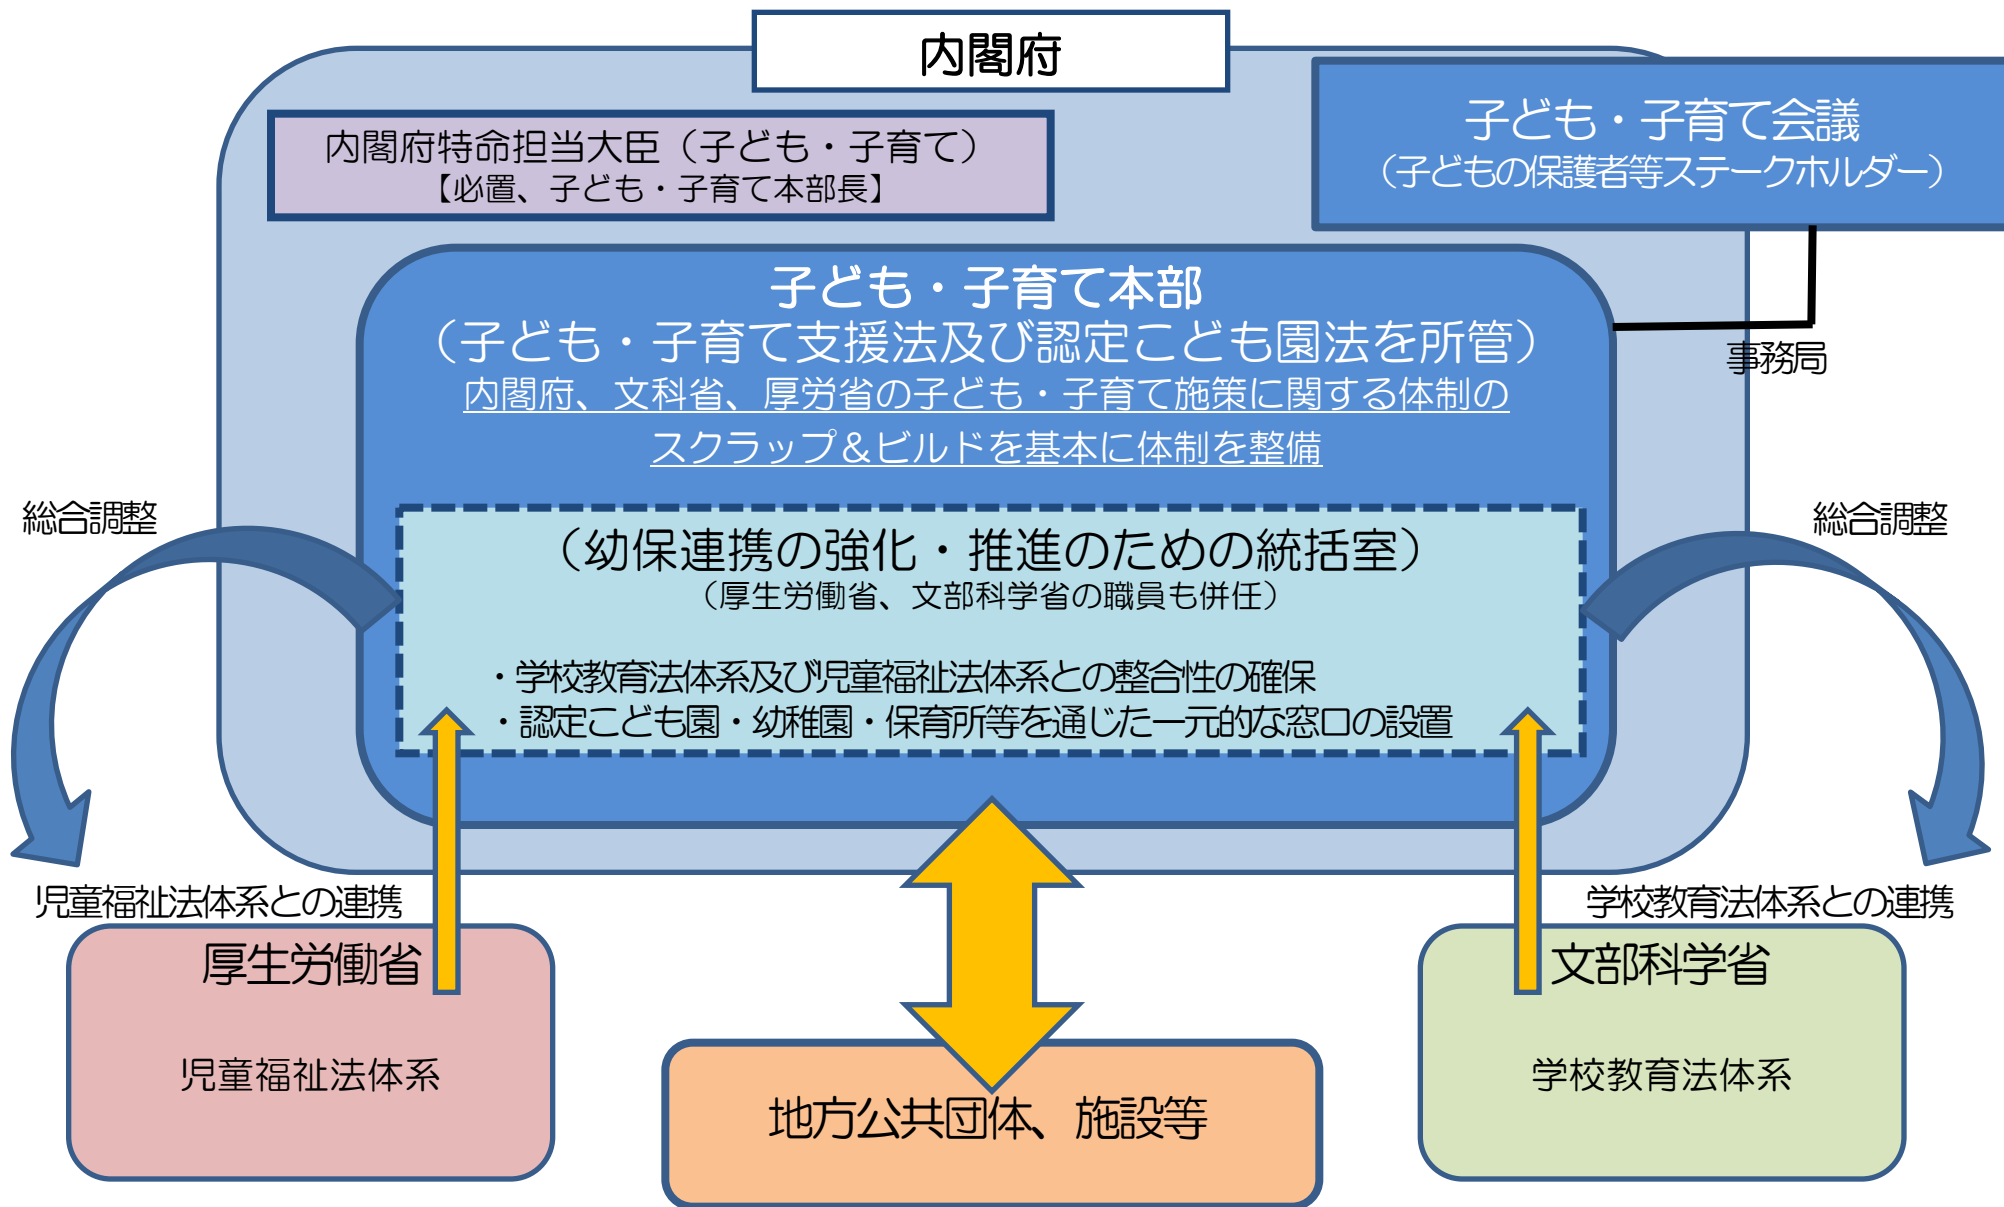 内閣府
内閣府特命担当大臣（子ども・子育て）
【必置、子ども・子育て本部長】
子ども・子育て会議
（子どもの保護者等ステークホルダー）
子ども・子育て本部
（子ども・子育て支援法及び認定こども園法を所管）
内閣府、文科省、厚労省の子ども・子育て施策に関する体制の
スクラップ＆ビルドを基本に体制を整備
事務局
総合調整
総合調整
（幼保連携の強化・推進のための統括室）
（厚生労働省、文部科学省の職員も併任）
・学校教育法体系及び児童福祉法体系との整合性の確保
・認定こども園・幼稚園・保育所等を通じた一元的な窓口の設置
児童福祉法体系との連携
学校教育法体系との連携
厚生労働省
児童福祉法体系
文部科学省
学校教育法体系
地方公共団体、施設等